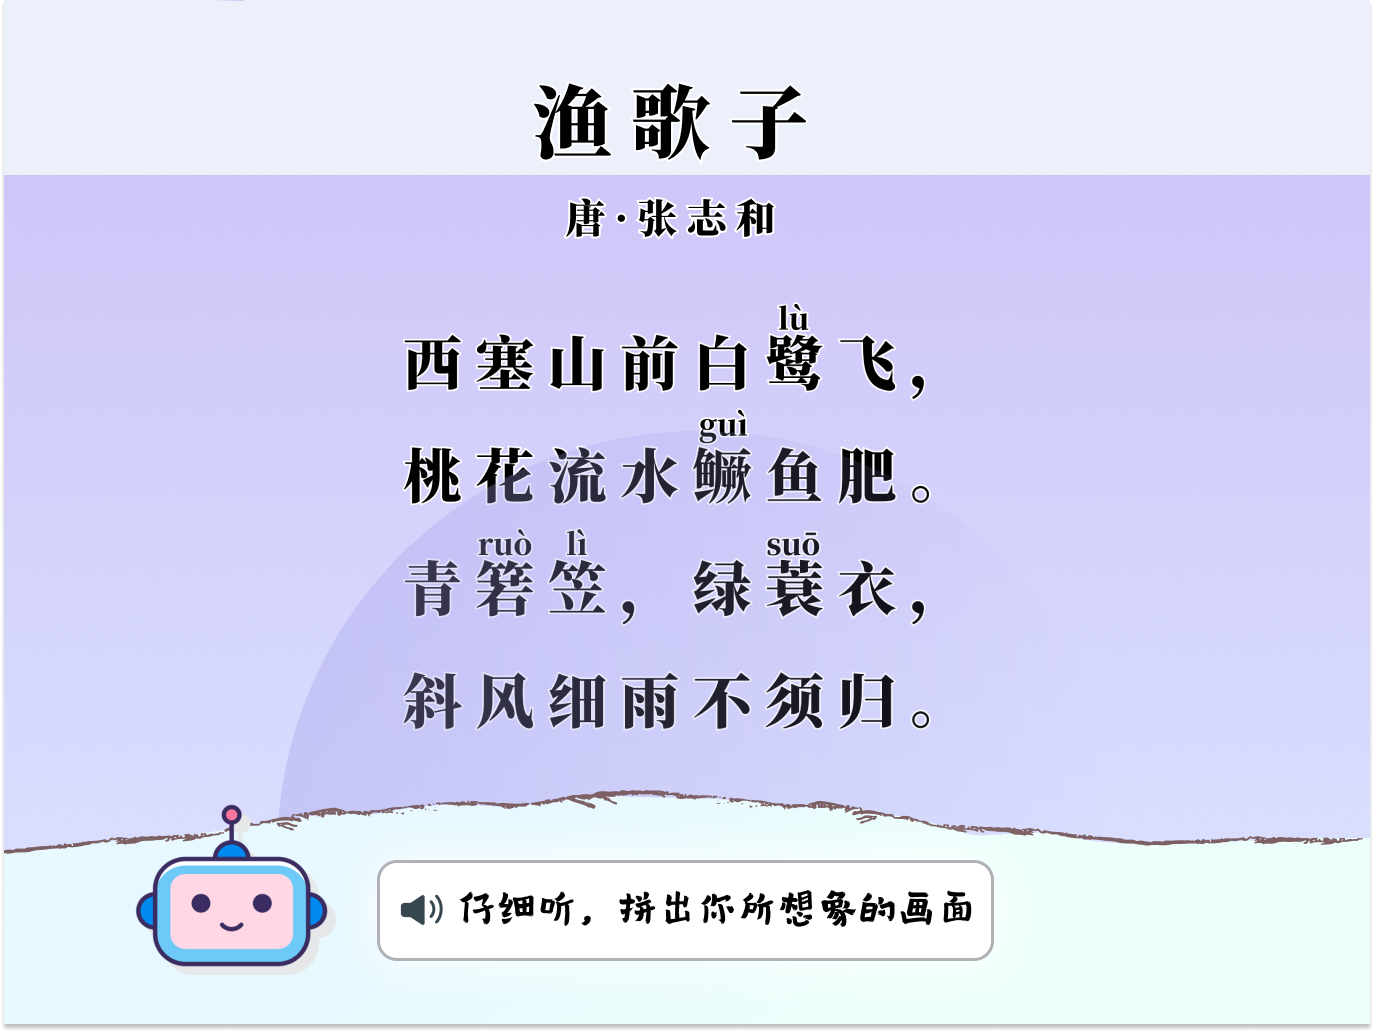 渔歌子
唐·张志和
lù
西塞山前白鹭飞，
guì
桃花流水鳜鱼肥。
ruò lì suō
青箬笠，绿蓑衣，
斜风细雨不须归。
仔细听，拼出你所想象的画面